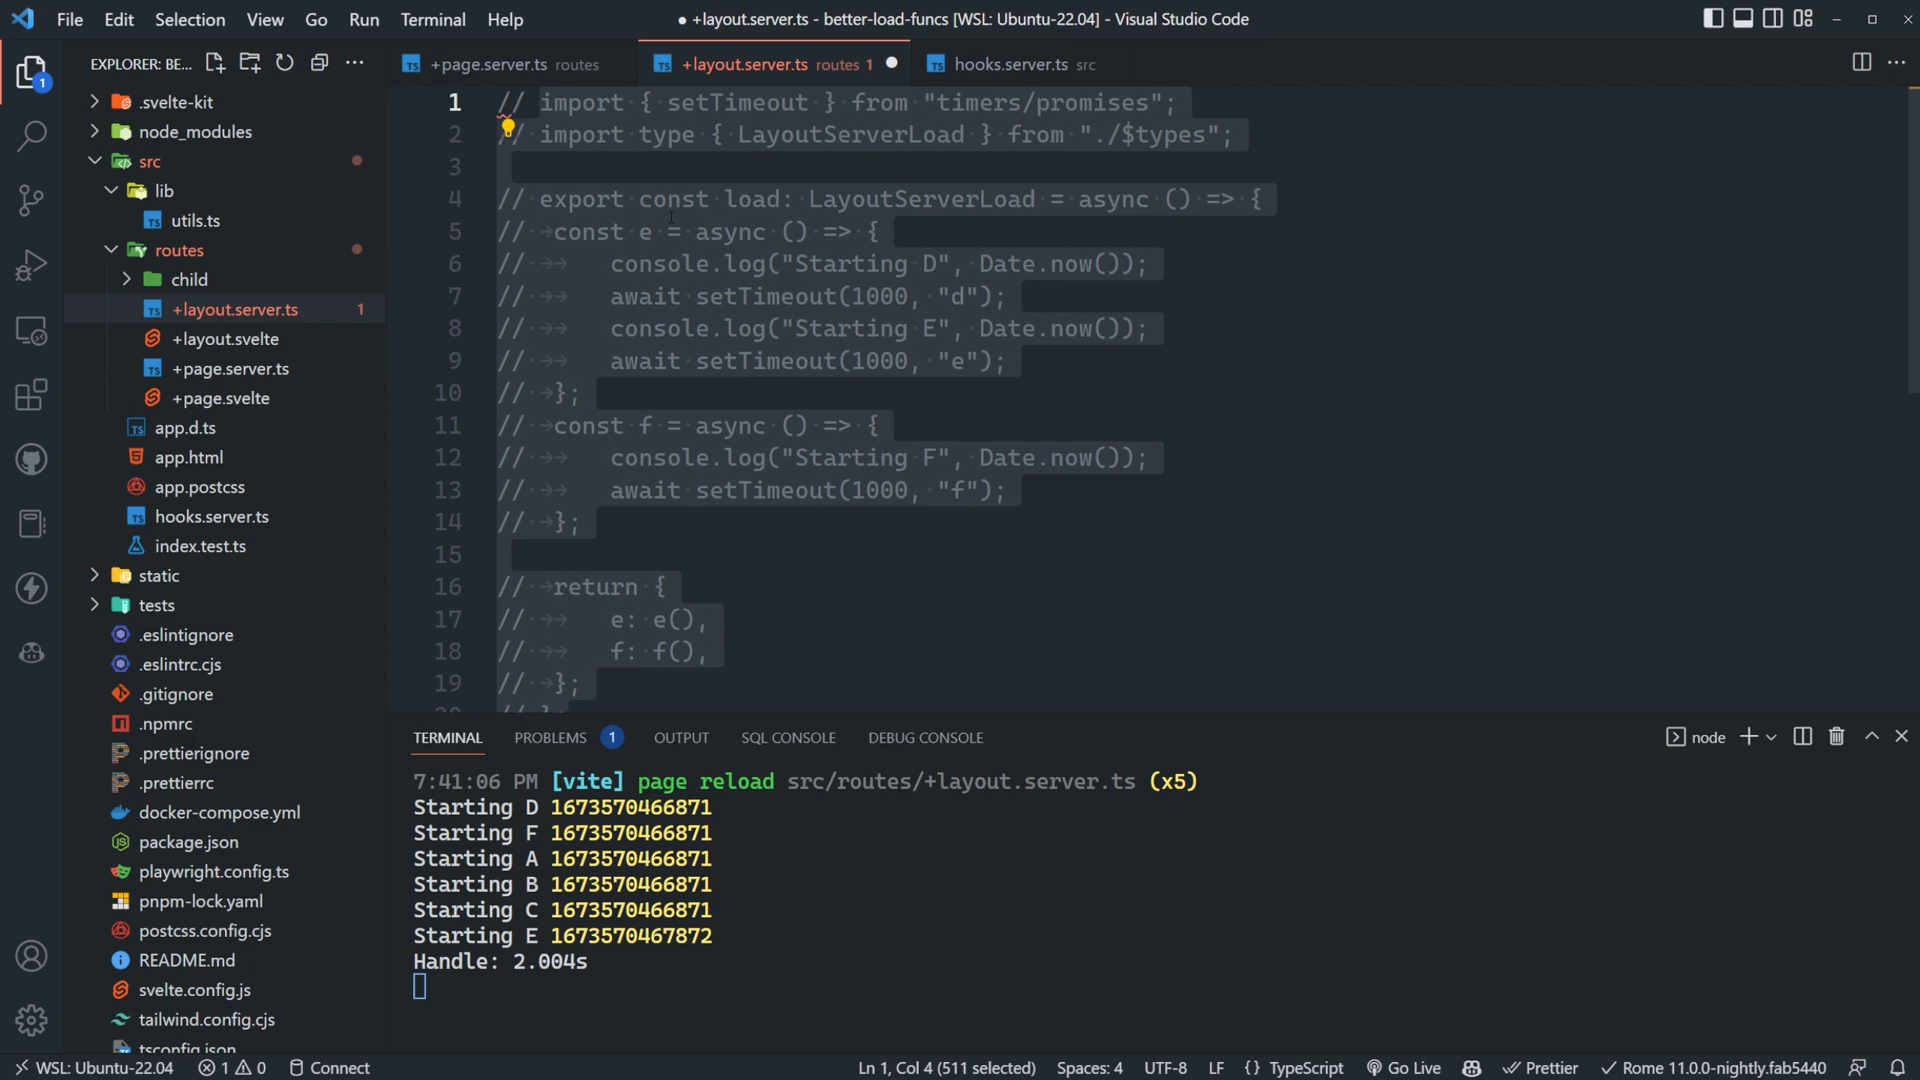 File Edit Selection View Go Run Terminal Help
● +layout.server.ts - better-load-funcs [WSL: Ubuntu-22.04] - Visual Studio Code
EXPLORER: BE...
1
.svelte-kit
node_modules
src
lib
utils.ts
routes
child
+layout.server.ts 1
+layout.svelte
+page.server.ts
+page.svelte
app.d.ts
app.html
app.postcss
hooks.server.ts
index.test.ts
static
tests
.eslintignore
.eslintrc.cjs
.gitignore
.npmrc
.prettierignore
.prettierrc
docker-compose.yml
package.json
playwright.config.ts
pnpm-lock.yaml
postcss.config.cjs
README.md
svelte.config.js
tailwind.config.cjs
tsconfig.json
+page.server.ts routes
+layout.server.ts routes 1
hooks.server.ts src
1 // import { setTimeout } from "timers/promises";
2 // import type { LayoutServerLoad } from "./$types";
3
4 // export const load: LayoutServerLoad = async () => {
5 // const e = async () => {
6 // console.log("Starting D", Date.now());
7 // await setTimeout(1000, "d");
8 // console.log("Starting E", Date.now());
9 // await setTimeout(1000, "e");
10 // };
11 // const f = async () => {
12 // console.log("Starting F", Date.now());
13 // await setTimeout(1000, "f");
14 // };
15
16 // return {
17 // e: e(),
18 // f: f(),
19 // };
20 // };
TERMINAL PROBLEMS 1 OUTPUT SQL CONSOLE DEBUG CONSOLE
node
7:41:06 PM [vite] page reload src/routes/+layout.server.ts (x5)
Starting D 1673570466871
Starting F 1673570466871
Starting A 1673570466871
Starting B 1673570466871
Starting C 1673570466871
Starting E 1673570467872
Handle: 2.004s
WSL: Ubuntu-22.04 1 0 Connect
Ln 1, Col 4 (511 selected) Spaces: 4 UTF-8 LF {} TypeScript Go Live Prettier Rome 11.0.0-nightly.fab5440